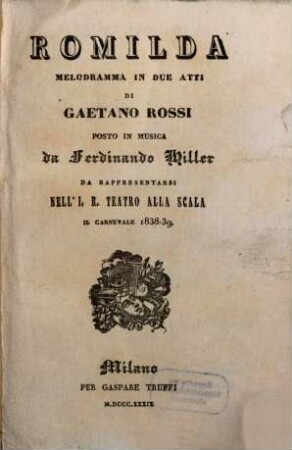 ROMILDA
MELODRAMMA IN DUE ATTI
DI
GAETANO ROSSI
POSTO IN MUSICA
da Ferdinando Hiller
DA RAPPRESENTARSI
NELL' I. R. TEATRO ALLA SCALA
IL CARNEVALE 1838-39.
Milano
PER GASPARE TRUFFI
M.DCCC.XXXIX